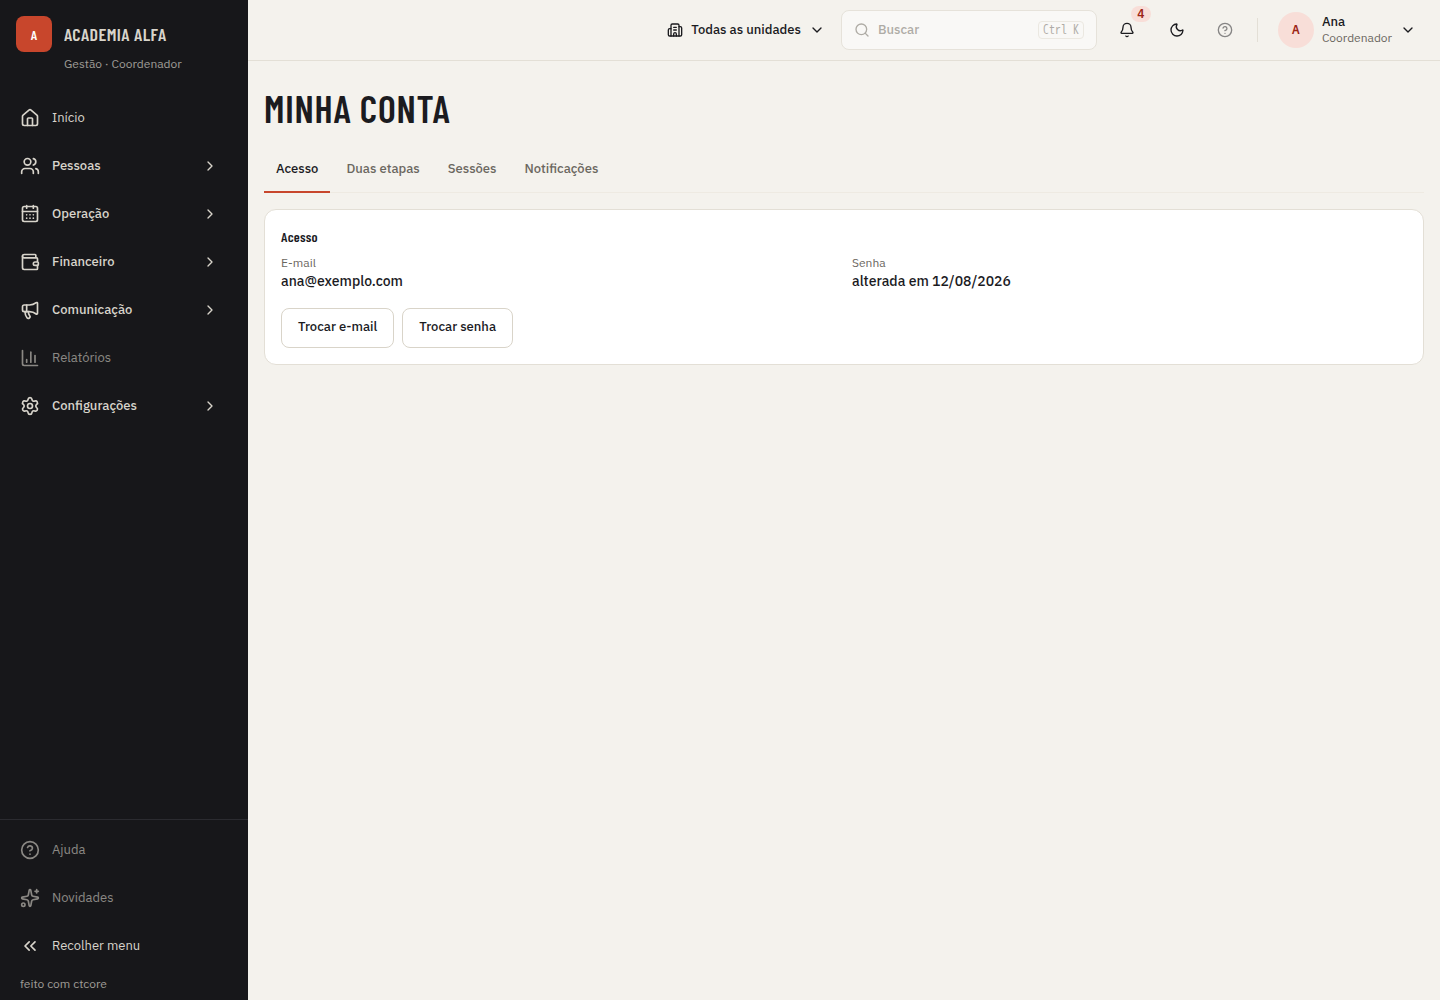 A
ACADEMIA ALFA
Gestão · Coordenador
Início
Pessoas
Operação
Financeiro
Comunicação
Relatórios
Configurações
Ajuda
Novidades
Recolher menu
feito com ctcore
Todas as unidades
Buscar
Ctrl K
4
A
Ana
Coordenador
MINHA CONTA
Acesso
Duas etapas
Sessões
Notificações
Acesso
E-mail
ana@exemplo.com
Senha
alterada em 12/08/2026
Trocar e-mail
Trocar senha